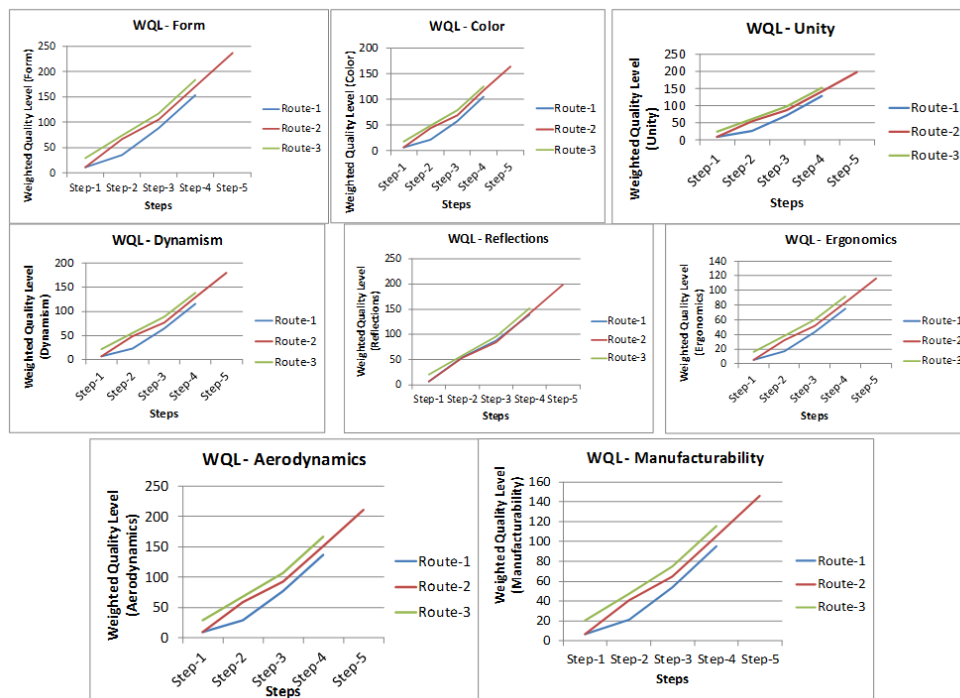 WQL- Form
Weighted Quality Level (Form)
250
200
150
100
50
0
Step-1 Step-2 Step-3 Step-4 Step-5
Steps
Route-1
Route-2
Route-3
WQL- Color
Weighted Quality Level (Color)
200
150
100
50
0
Step-1 Step-2 Step-3 Step-4 Step-5
Steps
Route-1
Route-2
Route-3
WQL- Unity
Weighted Quality Level
(Unity)
250
200
150
100
50
0
Step-1 Step-2 Step-3 Step-4 Step-5
Steps
Route-1
Route-2
Route-3
WQL- Dynamism
Weighted Quality Level
(Dynamism)
200
150
100
50
0
Step-1 Step-2 Step-3 Step-4 Step-5
Steps
Route-1
Route-2
Route-3
WQL- Reflections
Weighted Quality Level
(Reflections)
250
200
150
100
50
0
Step-1 Step-2 Step-3 Step-4 Step-5
Steps
Route-1
Route-2
Route-3
WQL- Ergonomics
Weighted Quality Level
(Ergonomics)
140
120
100
80
60
40
20
0
Step-1 Step-2 Step-3 Step-4 Step-5
Steps
Route-1
Route-2
Route-3
WQL- Aerodynamics
Weighted Quality Level
(Aerodynamics)
250
200
150
100
50
0
Step-1 Step-2 Step-3 Step-4 Step-5
Steps
Route-1
Route-2
Route-3
WQL- Manufacturability
Weighted Quality Level
(Manufacturability)
160
140
120
100
80
60
40
20
0
Step-1 Step-2 Step-3 Step-4 Step-5
Steps
Route-1
Route-2
Route-3